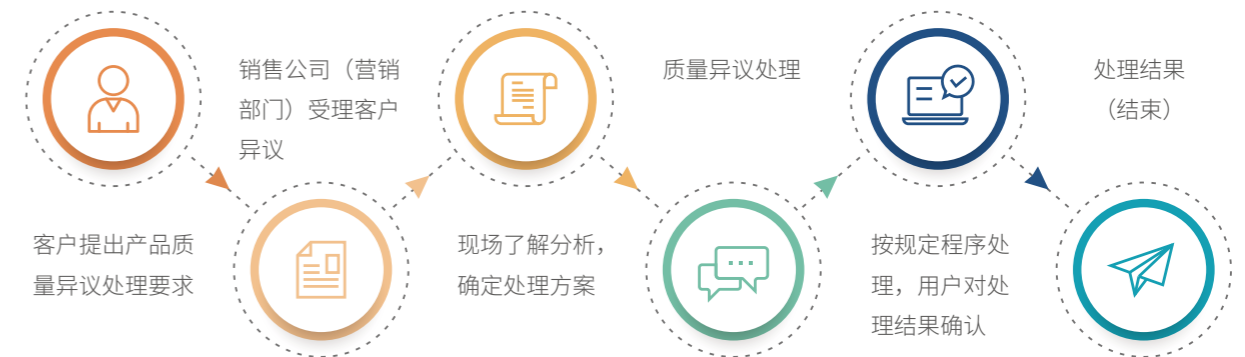 客户提出产品质
量异议处理要求
销售公司（营销
部门）受理客户
异议
现场了解分析，
确定处理方案
质量异议处理
按规定程序处
理，用户对处
理结果确认
处理结果
（结束）